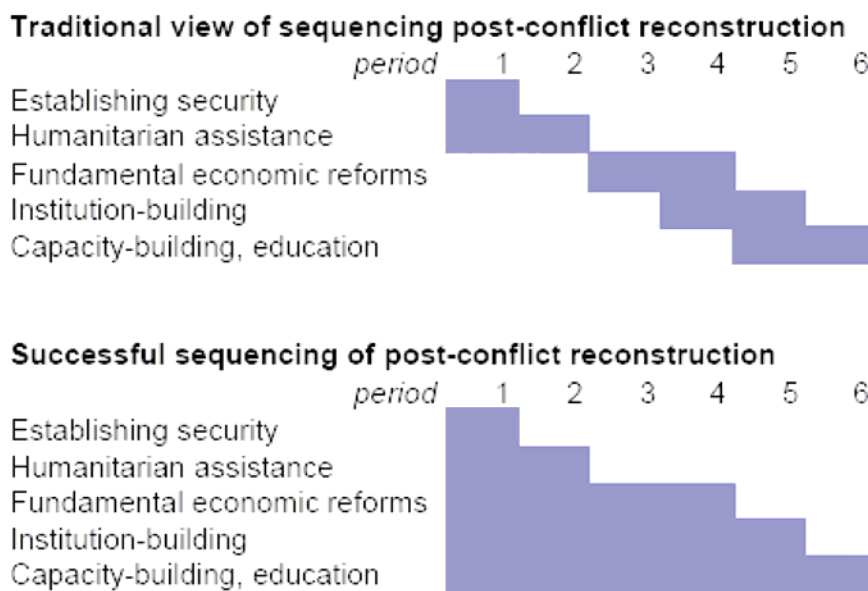 Traditional view of sequencing post-conflict reconstruction
period 1 2 3 4 5 6
Establishing security
Humanitarian assistance
Fundamental economic reforms
Institution-building
Capacity-building, education
Successful sequencing of post-conflict reconstruction
period 1 2 3 4 5 6
Establishing security
Humanitarian assistance
Fundamental economic reforms
Institution-building
Capacity-building, education